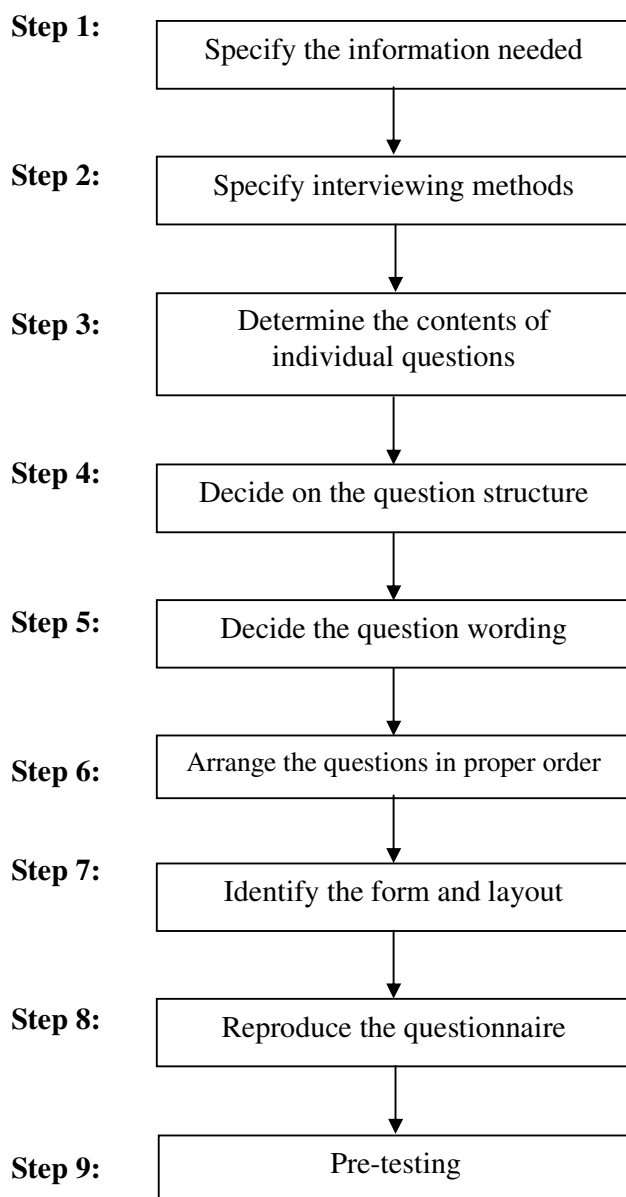 Step 1:
Specify the information needed
Step 2:
Specify interviewing methods
Step 3:
Determine the contents of
individual questions
Step 4:
Decide on the question structure
Step 5:
Decide the question wording
Step 6:
Arrange the questions in proper order
Step 7:
Identify the form and layout
Step 8:
Reproduce the questionnaire
Step 9:
Pre-testing